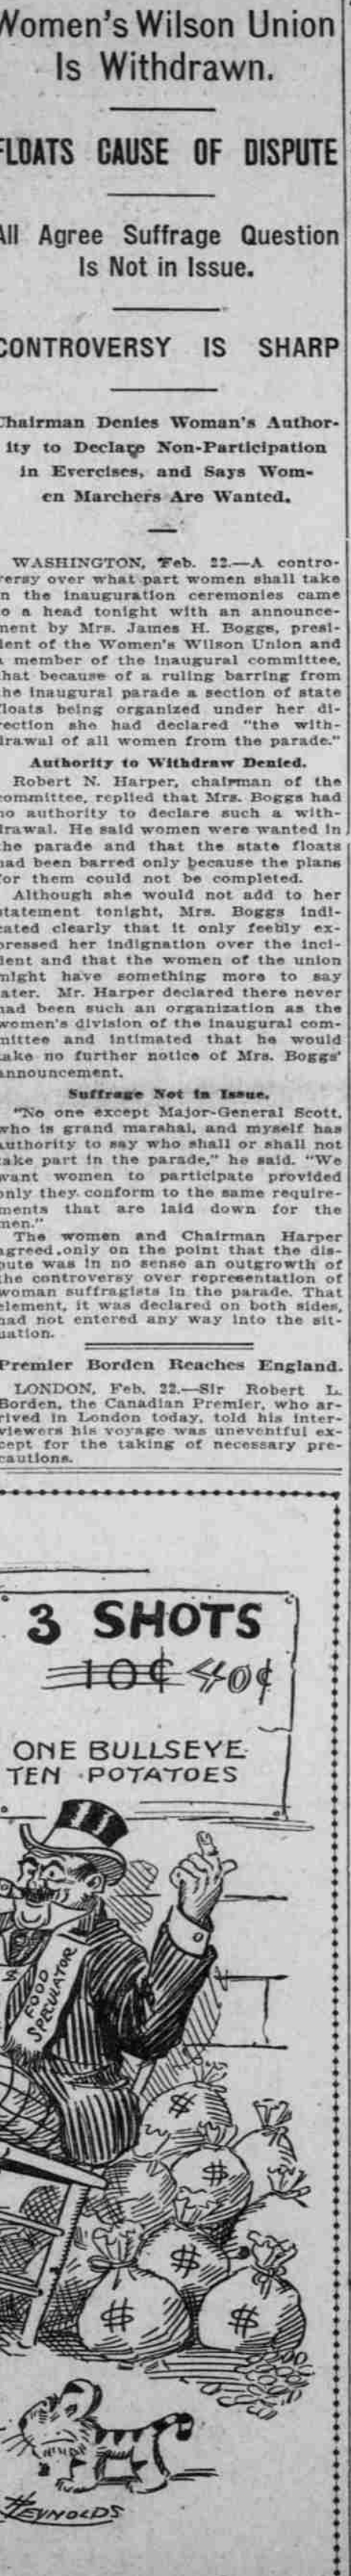 Women's Wilson Union
Is Withdrawn.
FLOATS CAUSE OF DISPUTE
All Agree Suffrage Question
Is Not in Issue.
CONTROVERSY IS SHARP
Chairman Denies Woman's Author-
ity to Declare Non-Participation
in Evercises, and Says Wom-
en Marchers Are Wanted.
WASHINGTON, Feb. 22.—A contro-
versy over what part women shall take
in the inauguration ceremonies came
to a head tonight with an announce-
ment by Mrs. James H. Boggs, presi-
dent of the Women's Wilson Union and
a member of the inaugural committee,
that because of a ruling barring from
the inaugural parade a section of state
floats being organized under her di-
rection she had declared "the with-
drawal of all women from the parade."
Authority to Withdraw Denied.
Robert N. Harper, chairman of the
committee, replied that Mrs. Boggs had
no authority to declare such a with-
drawal. He said women were wanted in
the parade and that the state floats
had been barred only because the plans
for them could not be completed.
Although she would not add to her
statement tonight, Mrs. Boggs indi-
cated clearly that it only feebly ex-
pressed her indignation over the inci-
dent and that the women of the union
might have something more to say
later. Mr. Harper declared there never
had been such an organization as the
women's division of the inaugural com-
mittee and intimated that he would
take no further notice of Mrs. Boggs'
announcement.
Suffrage Not in Issue.
"No one except Major-General Scott,
who is grand marshal, and myself has
authority to say who shall or shall not
take part in the parade," he said. "We
want women to participate provided
only they conform to the same require-
ments that are laid down for the
men."
The women and Chairman Harper
agreed only on the point that the dis-
pute was in no sense an outgrowth of
the controversy over representation of
woman suffragists in the parade. That
element, it was declared on both sides,
had not entered any way into the sit-
uation.
Premier Borden Reaches England.
LONDON, Feb. 22.—Sir Robert L.
Borden, the Canadian Premier, who ar-
rived in London today, told his inter-
viewers his voyage was uneventful ex-
cept for the taking of necessary pre-
cautions.
3 SHOTS
10¢ 40¢
ONE BULLSEYE
TEN POTATOES
FOOD
SPECULATOR
$
$
$
$ $
REYNOLDS